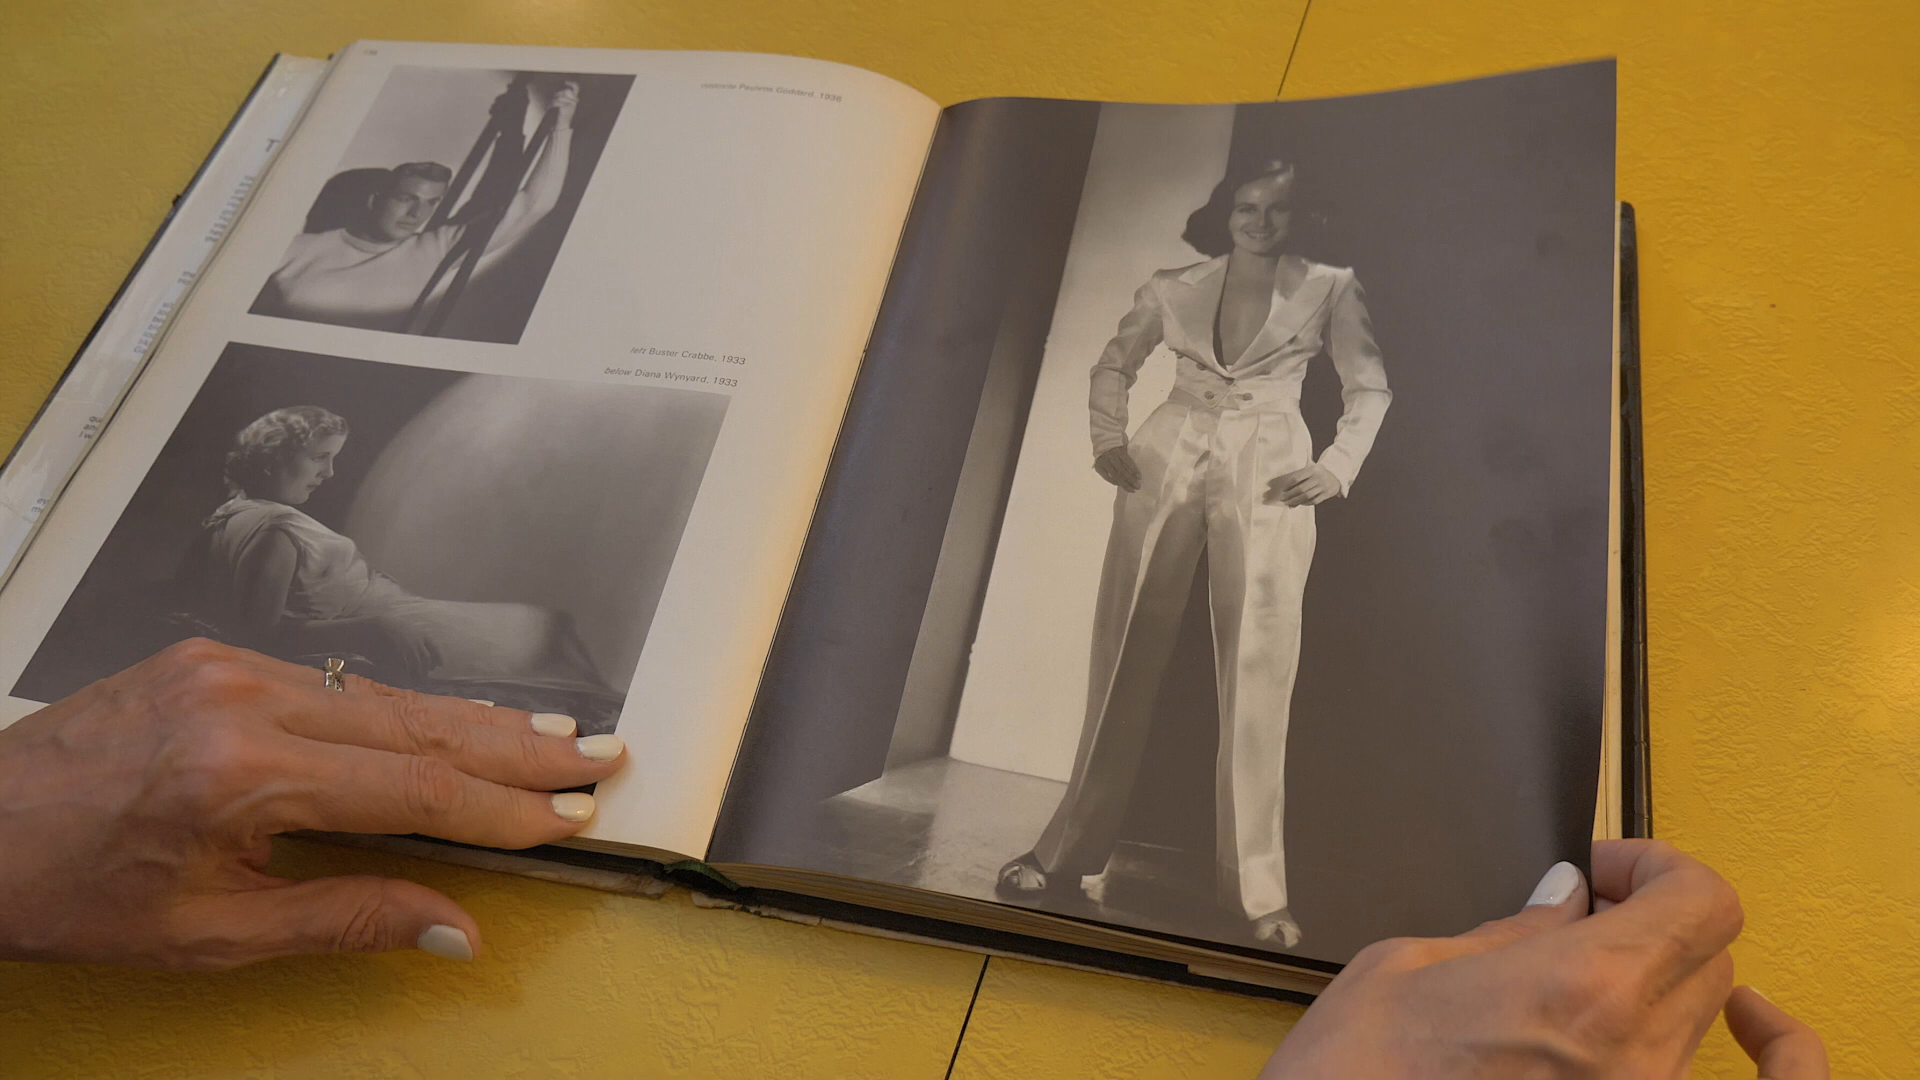 opposite Paulette Goddard, 1936
left Buster Crabbe, 1933
below Diana Wynyard, 1933